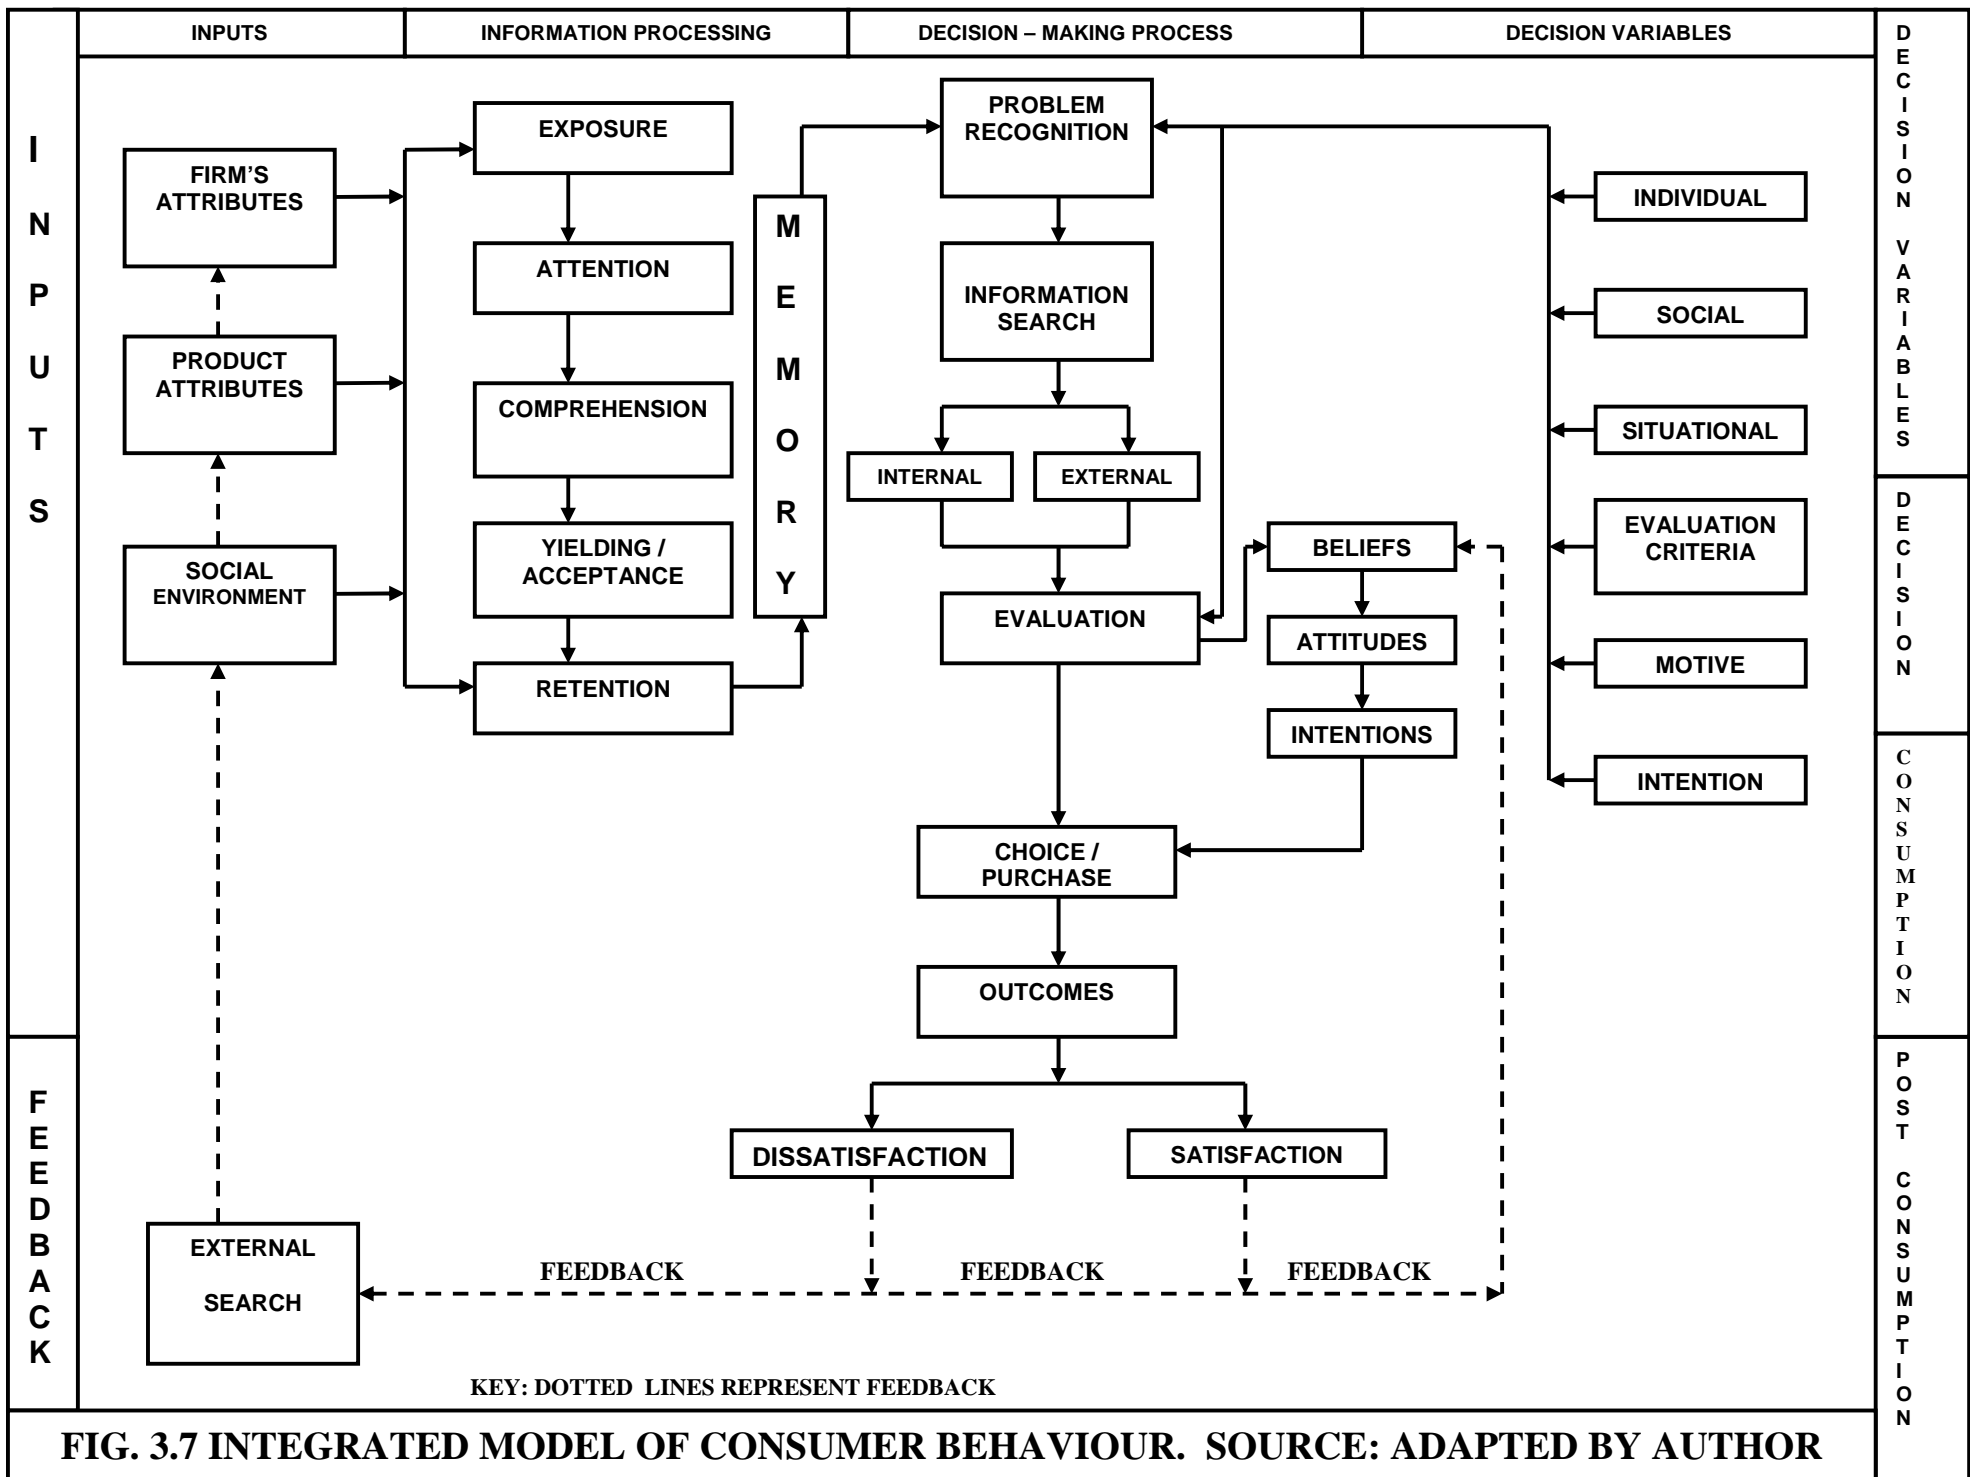 INPUTS
INFORMATION PROCESSING
DECISION – MAKING PROCESS
DECISION VARIABLES
INPUTS
FIRM'S
ATTRIBUTES
PRODUCT
ATTRIBUTES
SOCIAL
ENVIRONMENT
EXPOSURE
ATTENTION
COMPREHENSION
YIELDING /
ACCEPTANCE
RETENTION
MEMORY
PROBLEM
RECOGNITION
INFORMATION
SEARCH
INTERNAL
EXTERNAL
EVALUATION
BELIEFS
ATTITUDES
INTENTIONS
CHOICE /
PURCHASE
OUTCOMES
DISSATISFACTION
SATISFACTION
INDIVIDUAL
SOCIAL
SITUATIONAL
EVALUATION
CRITERIA
MOTIVE
INTENTION
DECISION VARIABLES
DECISION
CONSUMPTION
POST CONSUMPTION
FEEDBACK
EXTERNAL
SEARCH
FEEDBACK
FEEDBACK
FEEDBACK
KEY: DOTTED LINES REPRESENT FEEDBACK
FIG. 3.7 INTEGRATED MODEL OF CONSUMER BEHAVIOUR. SOURCE: ADAPTED BY AUTHOR